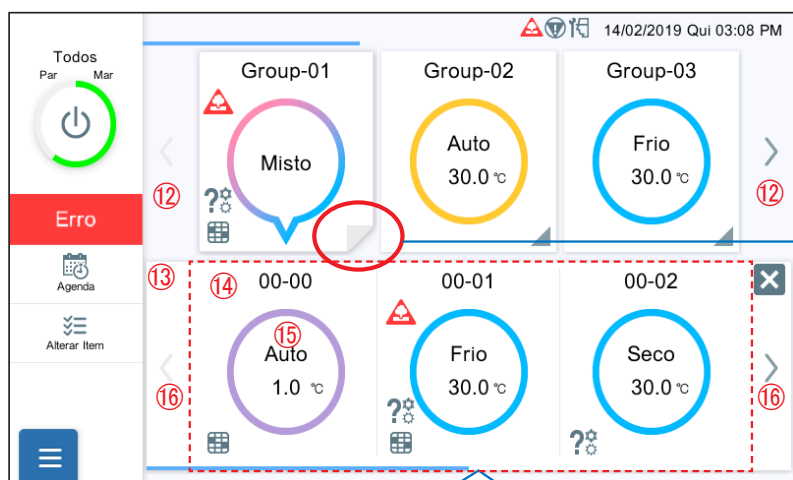 14/02/2019 Qui 03:08 PM
Todos
Par Mar
Erro
Agenda
Alterar Item
Group-01
Misto
Group-02
Auto
30.0 ℃
Group-03
Frio
30.0 ℃
⑫ ⑫
⑬
⑭
00-00
⑮
Auto
1.0 ℃
00-01
Frio
30.0 ℃
00-02
Seco
30.0 ℃
⑯ ⑯